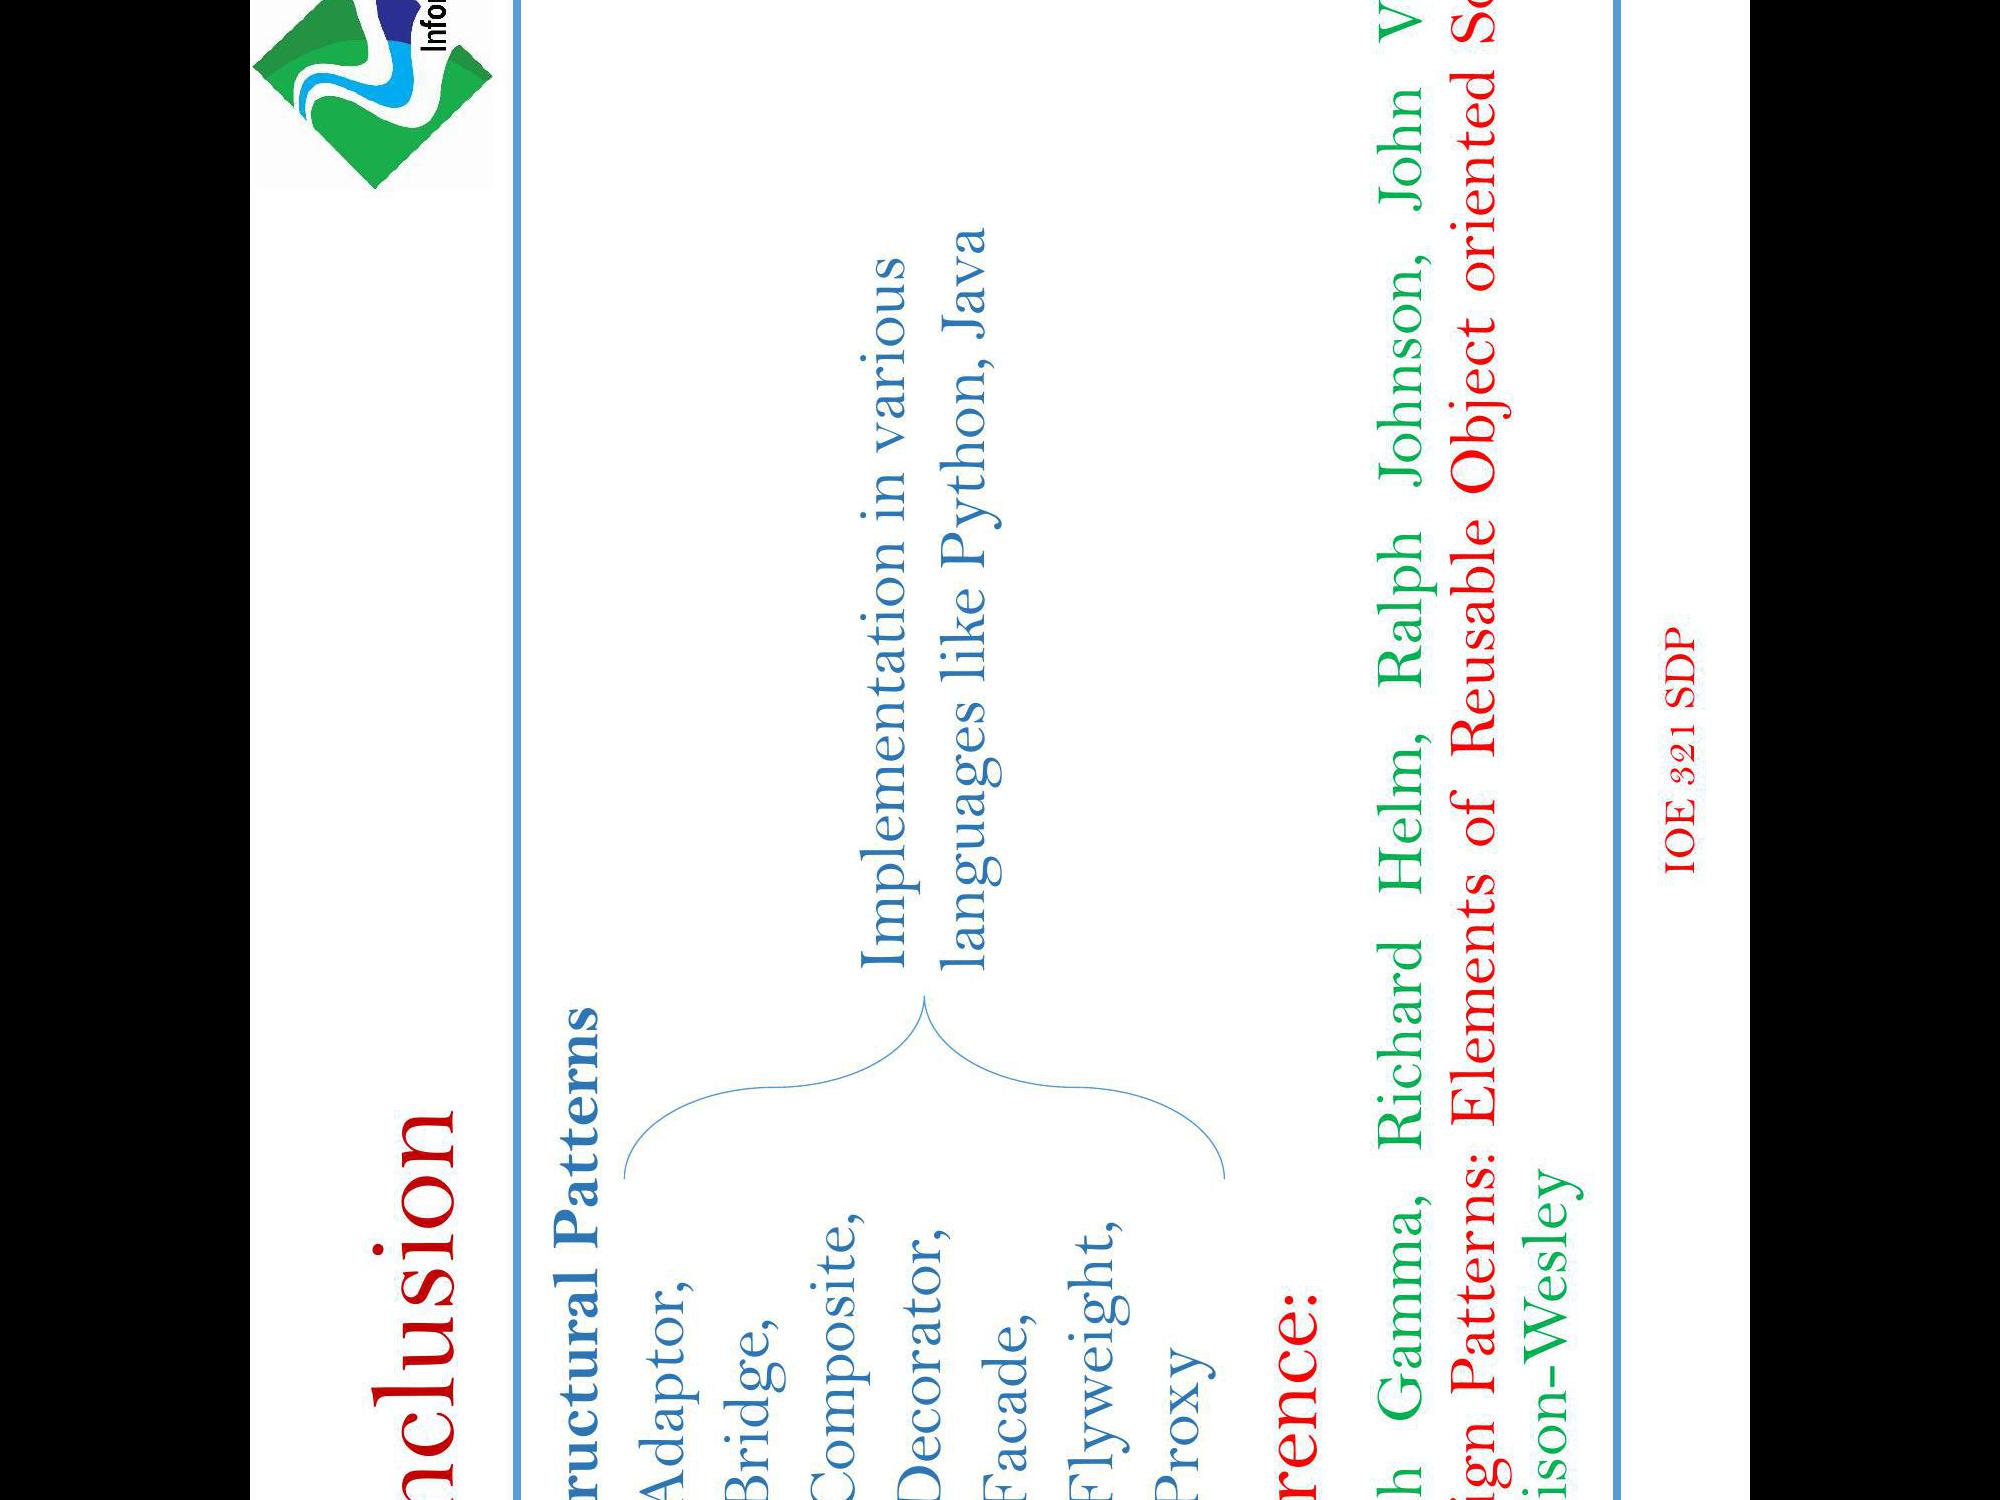 nclusion
Infor
ructural Patterns
Adaptor,
Bridge,
Composite,
Decorator,
Facade,
Flyweight,
Proxy
Implementation in various
languages like Python, Java
rence:
h Gamma, Richard Helm, Ralph Johnson, John V
ign Patterns: Elements of Reusable Object oriented So
ison-Wesley
IOE 321 SDP